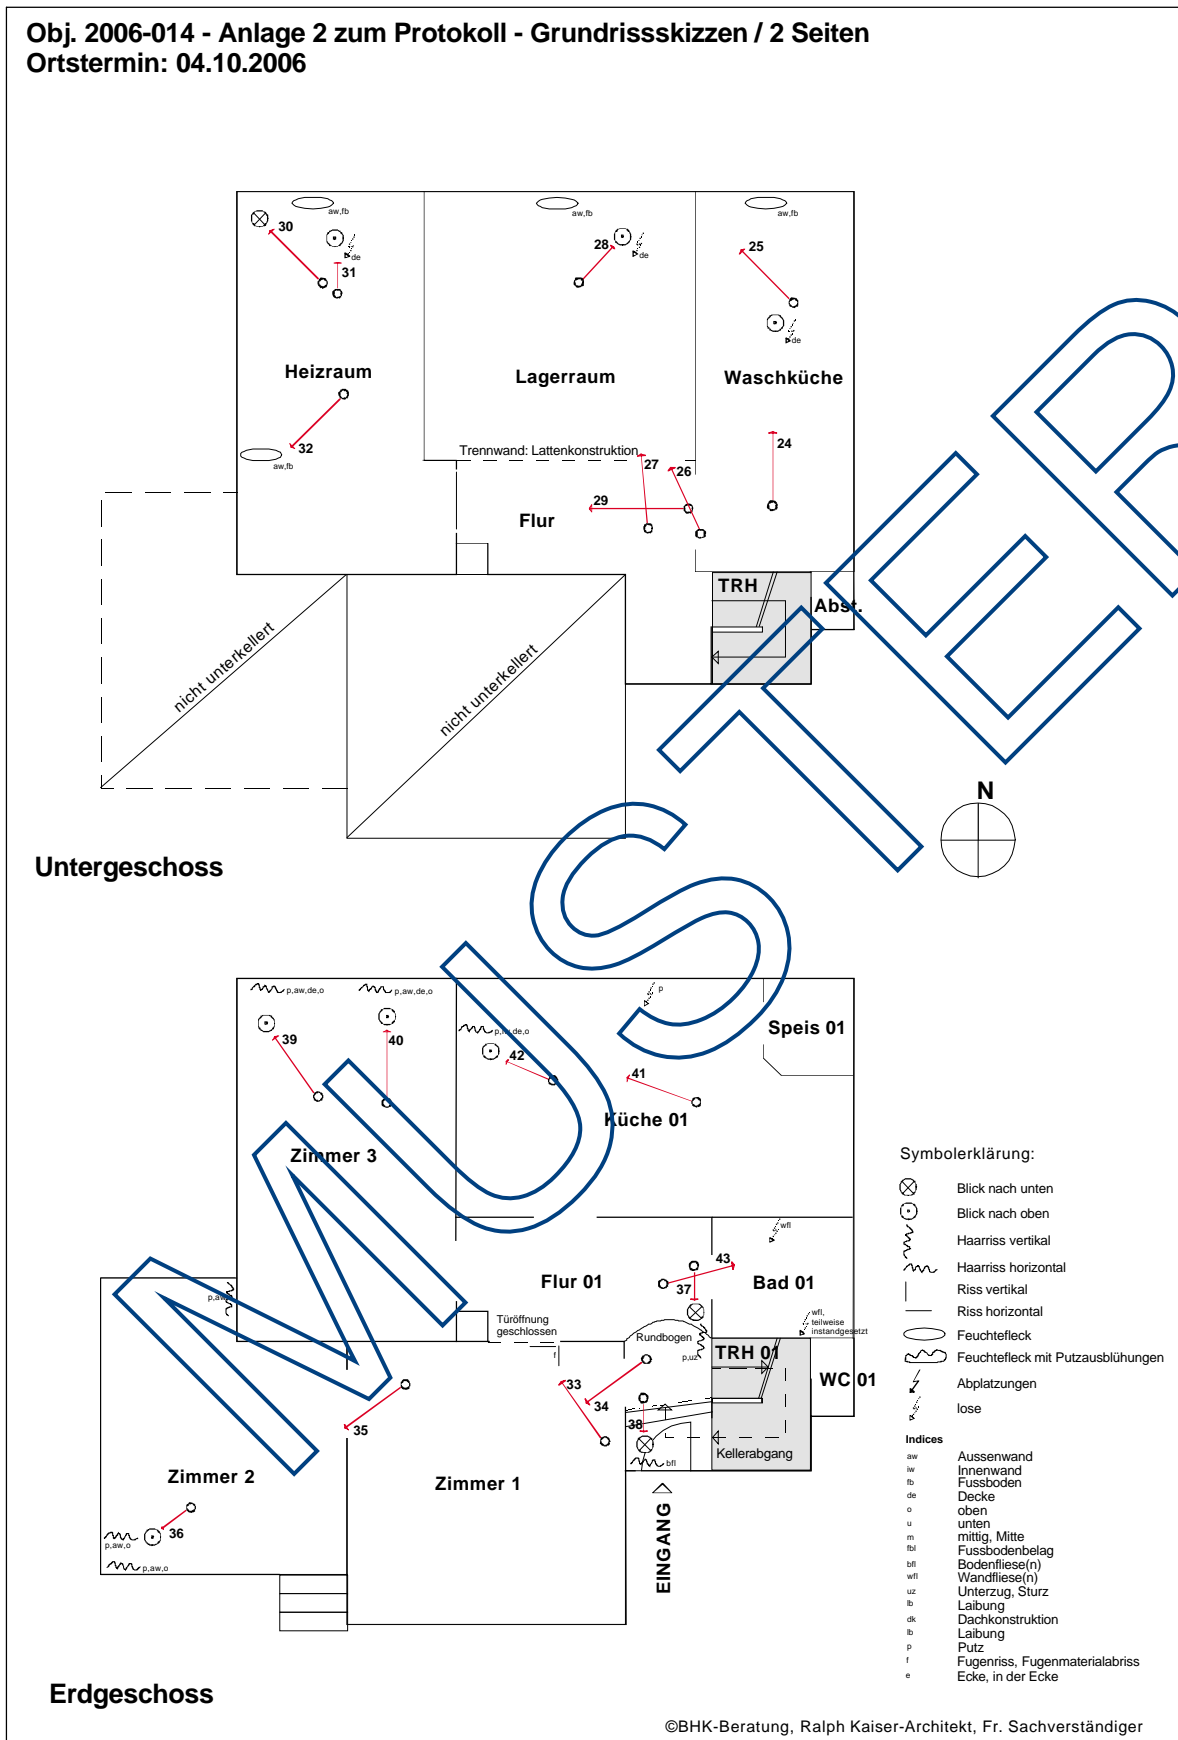 Obj. 2006-014 - Anlage 2 zum Protokoll - Grundrissskizzen / 2 Seiten
Ortstermin: 04.10.2006
aw,fb
aw,fb
aw,fb
30
31
de
28
de
25
de
Heizraum
Lagerraum
Waschküche
32
aw,fb
Trennwand: Lattenkonstruktion
27
26
24
29
Flur
TRH
Abst.
nicht unterkellert
nicht unterkellert
N
Untergeschoss
MUSTER
p,aw,de,o
p,aw,de,o
p
39
40
42
41
Speis 01
Küche 01
Zimmer 3
wfl
Flur 01
43
37
Bad 01
Türöffnung
geschlossen
Rundbogen
wfl,
teilweise
instandgesetzt
f
p,uz
TRH 01
WC 01
33
34
35
38
Kellerabgang
bfl
Zimmer 2
Zimmer 1
36
p,aw,o
p,aw,o
EINGANG
Erdgeschoss
Symbolerklärung:
Blick nach unten
Blick nach oben
Haarriss vertikal
Haarriss horizontal
Riss vertikal
Riss horizontal
Feuchtefleck
Feuchtefleck mit Putzausblühungen
Abplatzungen
lose
Indices
aw Aussenwand
iw Innenwand
fb Fussboden
de Decke
o oben
u unten
m mittig, Mitte
fbl Fussbodenbelag
bfl Bodenfliese(n)
wfl Wandfliese(n)
uz Unterzug, Sturz
lb Laibung
dk Dachkonstruktion
lb Laibung
p Putz
f Fugenriss, Fugenmaterialabriss
e Ecke, in der Ecke
©BHK-Beratung, Ralph Kaiser-Architekt, Fr. Sachverständiger